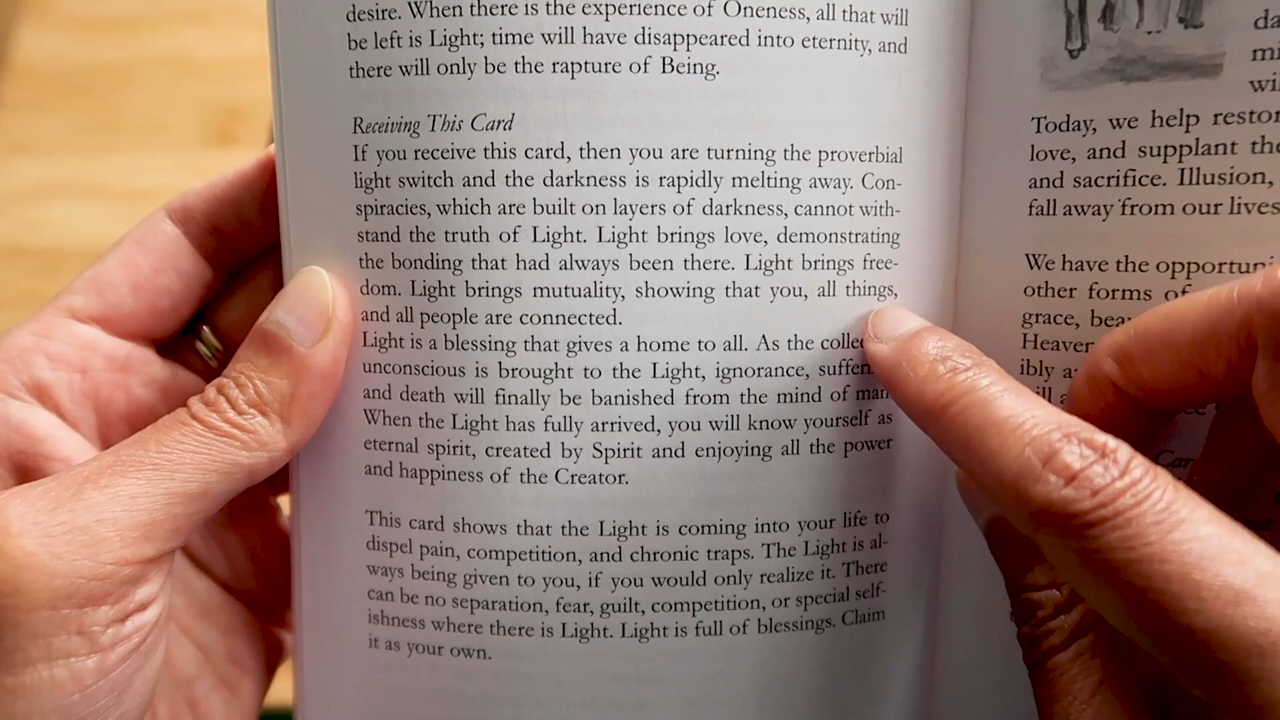 desire. When there is the experience of Oneness, all that will
be left is Light; time will have disappeared into eternity, and
there will only be the rapture of Being.
Receiving This Card
If you receive this card, then you are turning the proverbial
light switch and the darkness is rapidly melting away. Con-
spiracies, which are built on layers of darkness, cannot with-
stand the truth of Light. Light brings love, demonstrating
the bonding that had always been there. Light brings free-
dom. Light brings mutuality, showing that you, all things,
and all people are connected.
Light is a blessing that gives a home to all. As the
unconscious is brought to the Light, ignorance,
and death will finally be banished from the mind of man
When the Light has fully arrived, you will know yourself as
eternal spirit, created by Spirit and enjoying all the power
and happiness of the Creator.
This card shows that the Light is coming into your life to
dispel pain, competition, and chronic traps. The Light is al-
ways being given to you, if you would only realize it. There
can be no separation, fear, guilt, competition, or special self-
ishness where there is Light. Light is full of blessings. Claim
it as your own.
Today, we help
love, and supplant
and sacrifice. Illusion,
fall away from our lives
We have the
other forms of
grace,